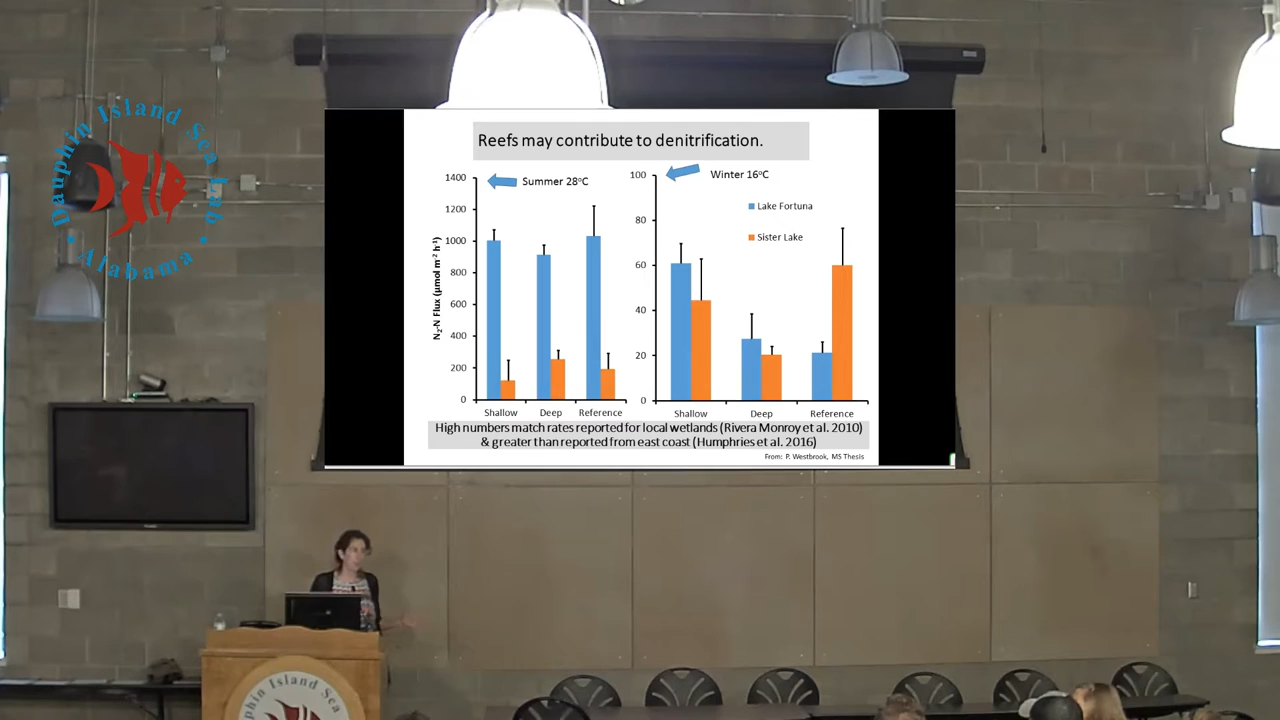 Dauphin Island Sea Lab
Alabama
Reefs may contribute to denitrification.
Summer 28°C
Winter 16°C
Lake Fortuna
Sister Lake
N₂-N Flux (µmol m⁻² h⁻¹)
1400
1200
1000
800
600
400
200
0
100
80
60
40
20
0
Shallow Deep Reference
Shallow Deep Reference
High numbers match rates reported for local wetlands (Rivera Monroy et al. 2010)
& greater than reported from east coast (Humphries et al. 2016)
From: P. Westbrook, MS Thesis
Dauphin Island Sea